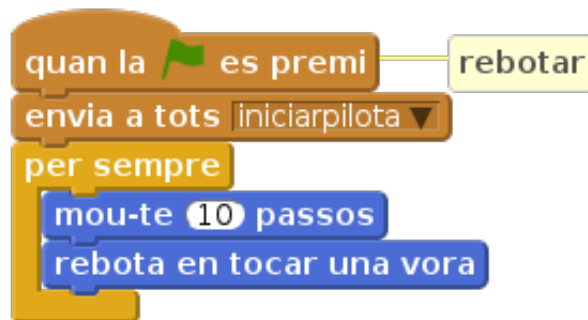 quan la es premi
rebotar
envia a tots iniciarpilota
per sempre
mou-te 10 passos
rebota en tocar una vora